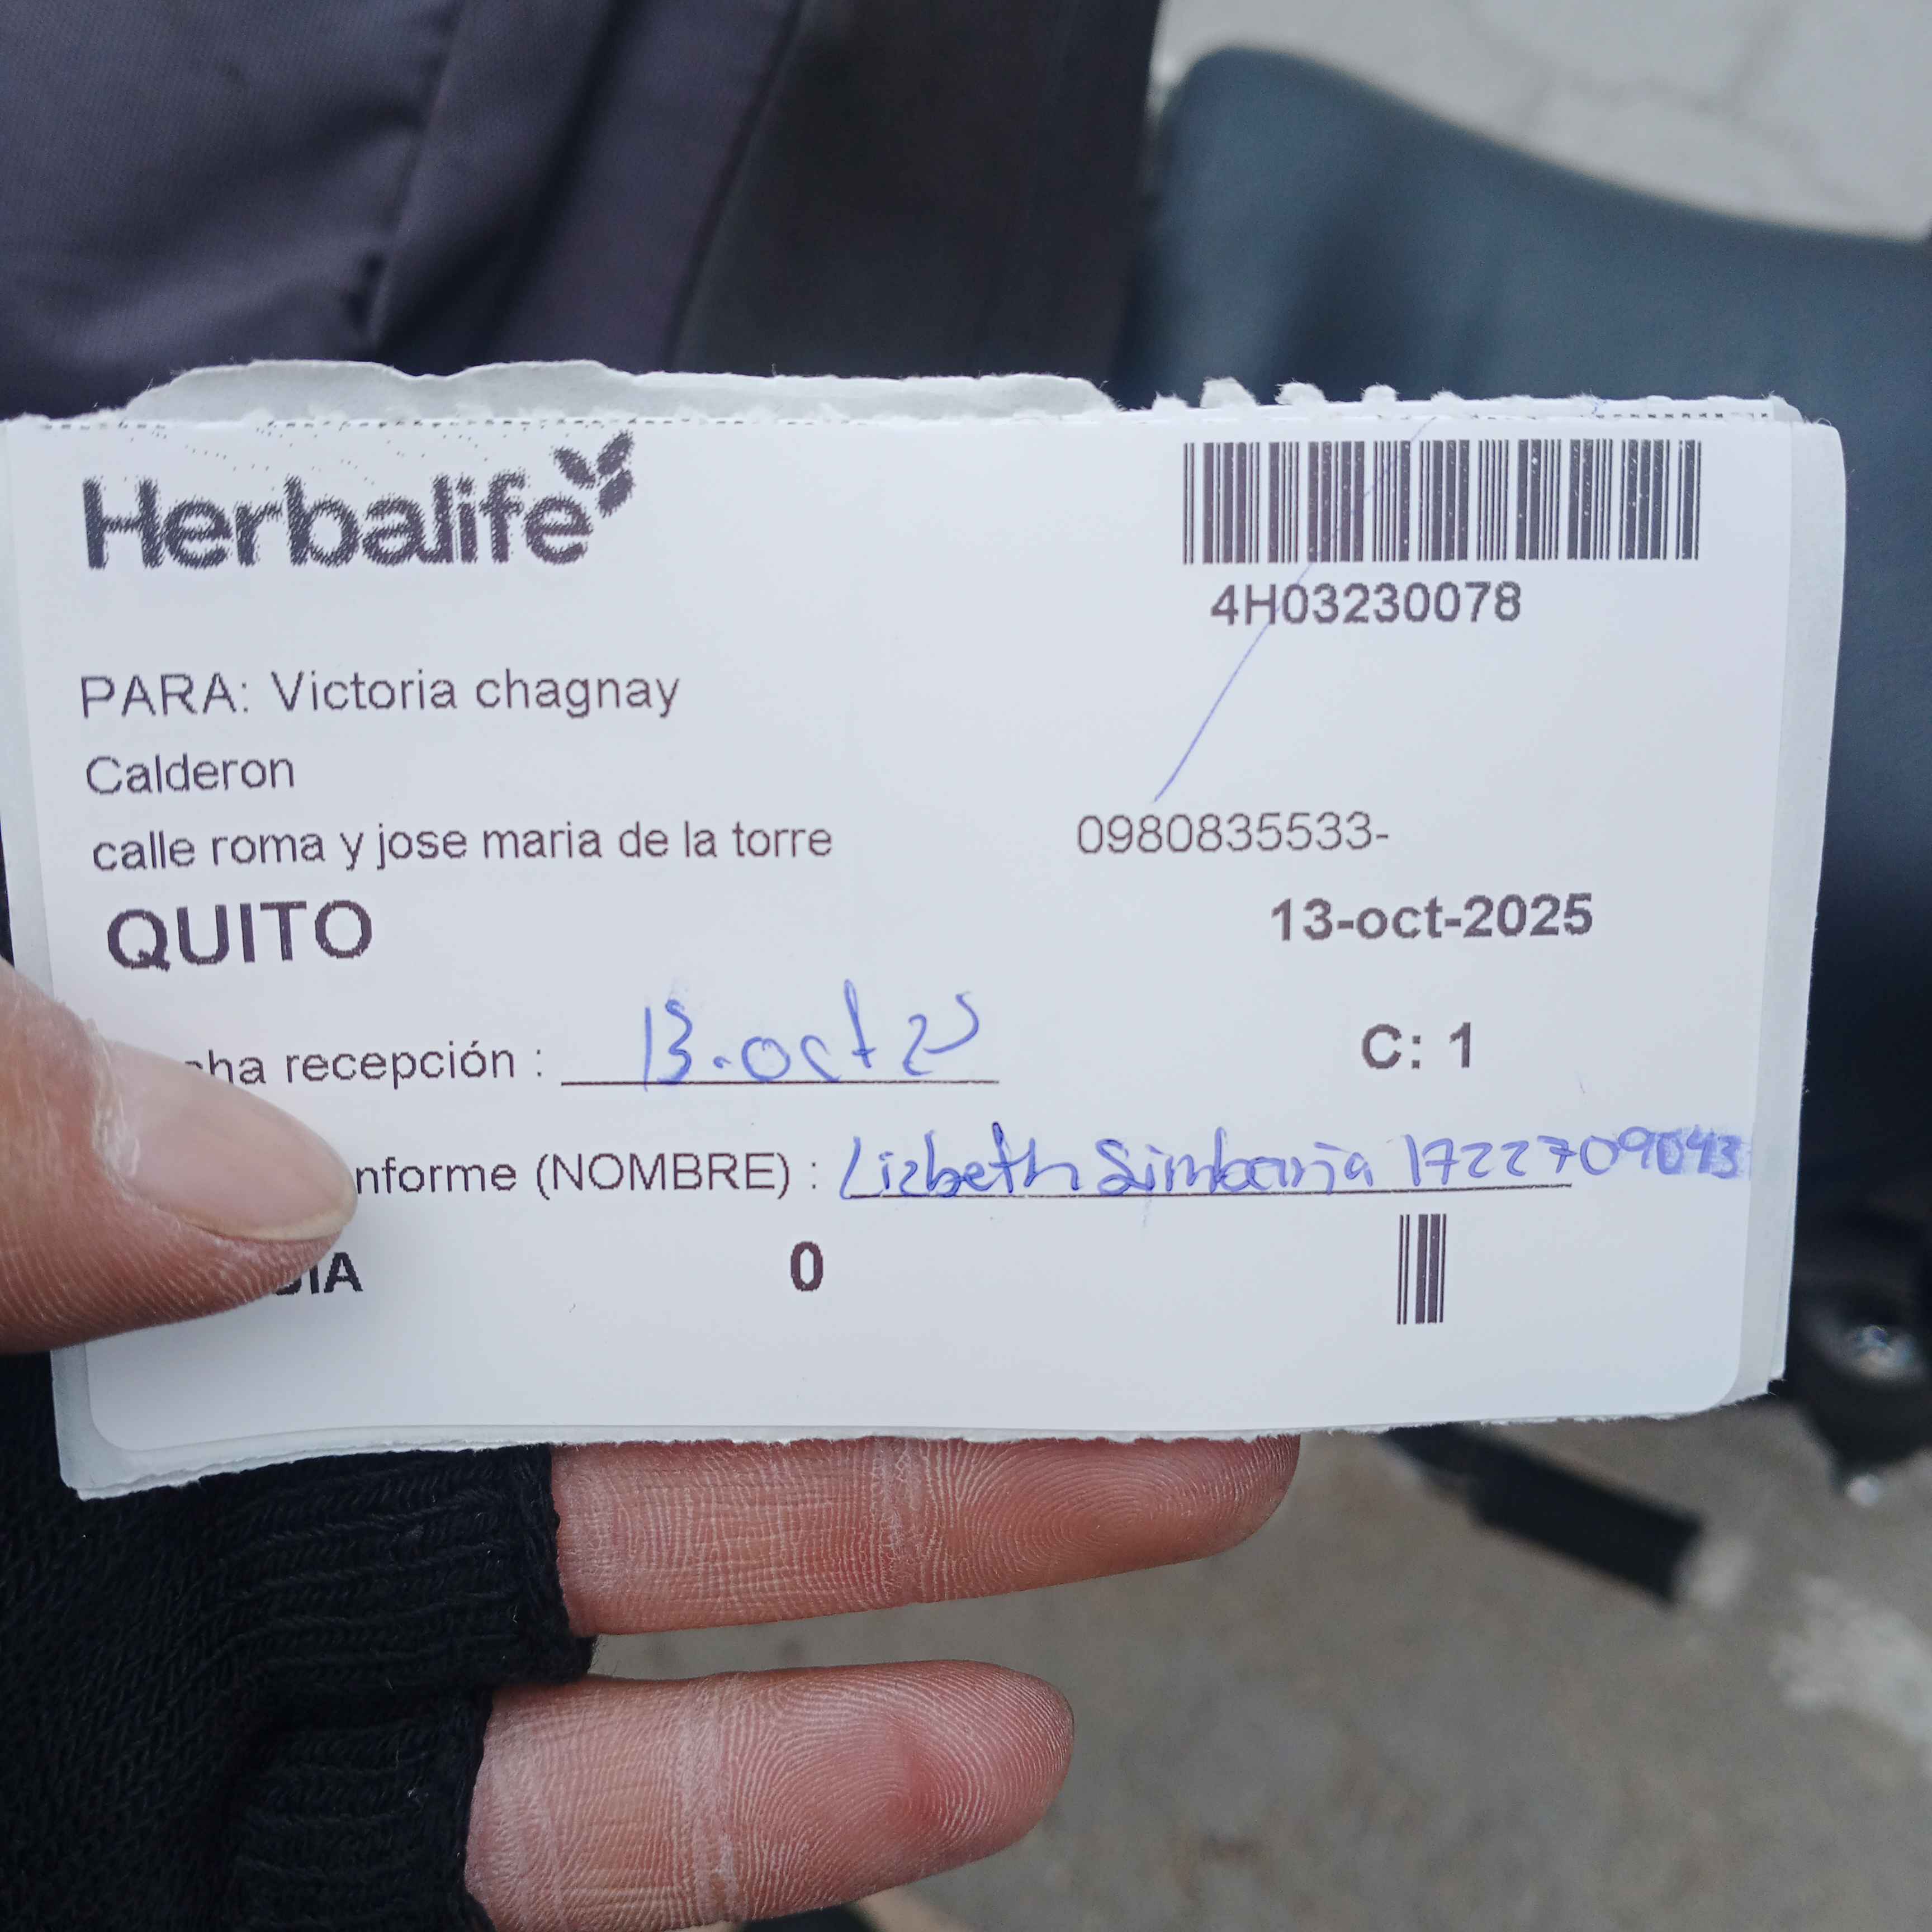 Herbalife
4H03230078
PARA: Victoria chagnay
Calderon
calle roma y jose maria de la torre 0980835533-
QUITO 13-oct-2025
cha recepción : 13.oct 25 C: 1
nforme (NOMBRE) : Lizbeth Simbaña
DIA 0